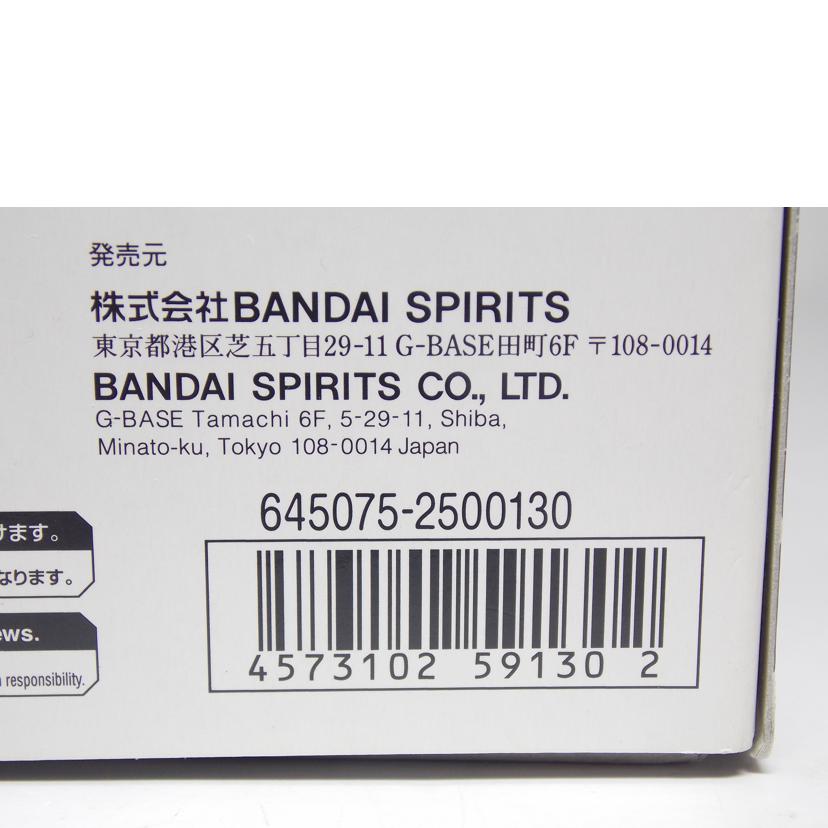 発売元
株式会社BANDAI SPIRITS
東京都港区芝五丁目29-11 G-BASE田町6F 〒108-0014
BANDAI SPIRITS CO., LTD.
G-BASE Tamachi 6F, 5-29-11, Shiba,
Minato-ku, Tokyo 108-0014 Japan
645075-2500130
4573102 59130 2
けます。
なります。
ews.
responsibility.